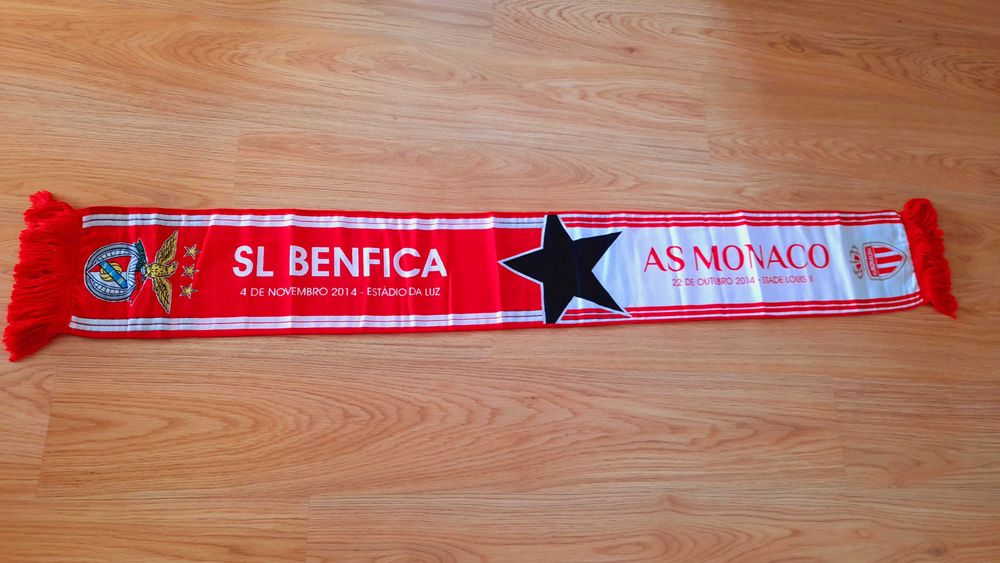 SL BENFICA
4 DE NOVEMBRO 2014 - ESTÁDIO DA LUZ
AS MONACO
22 DE OUTUBRO 2014 - STADE LOUIS II